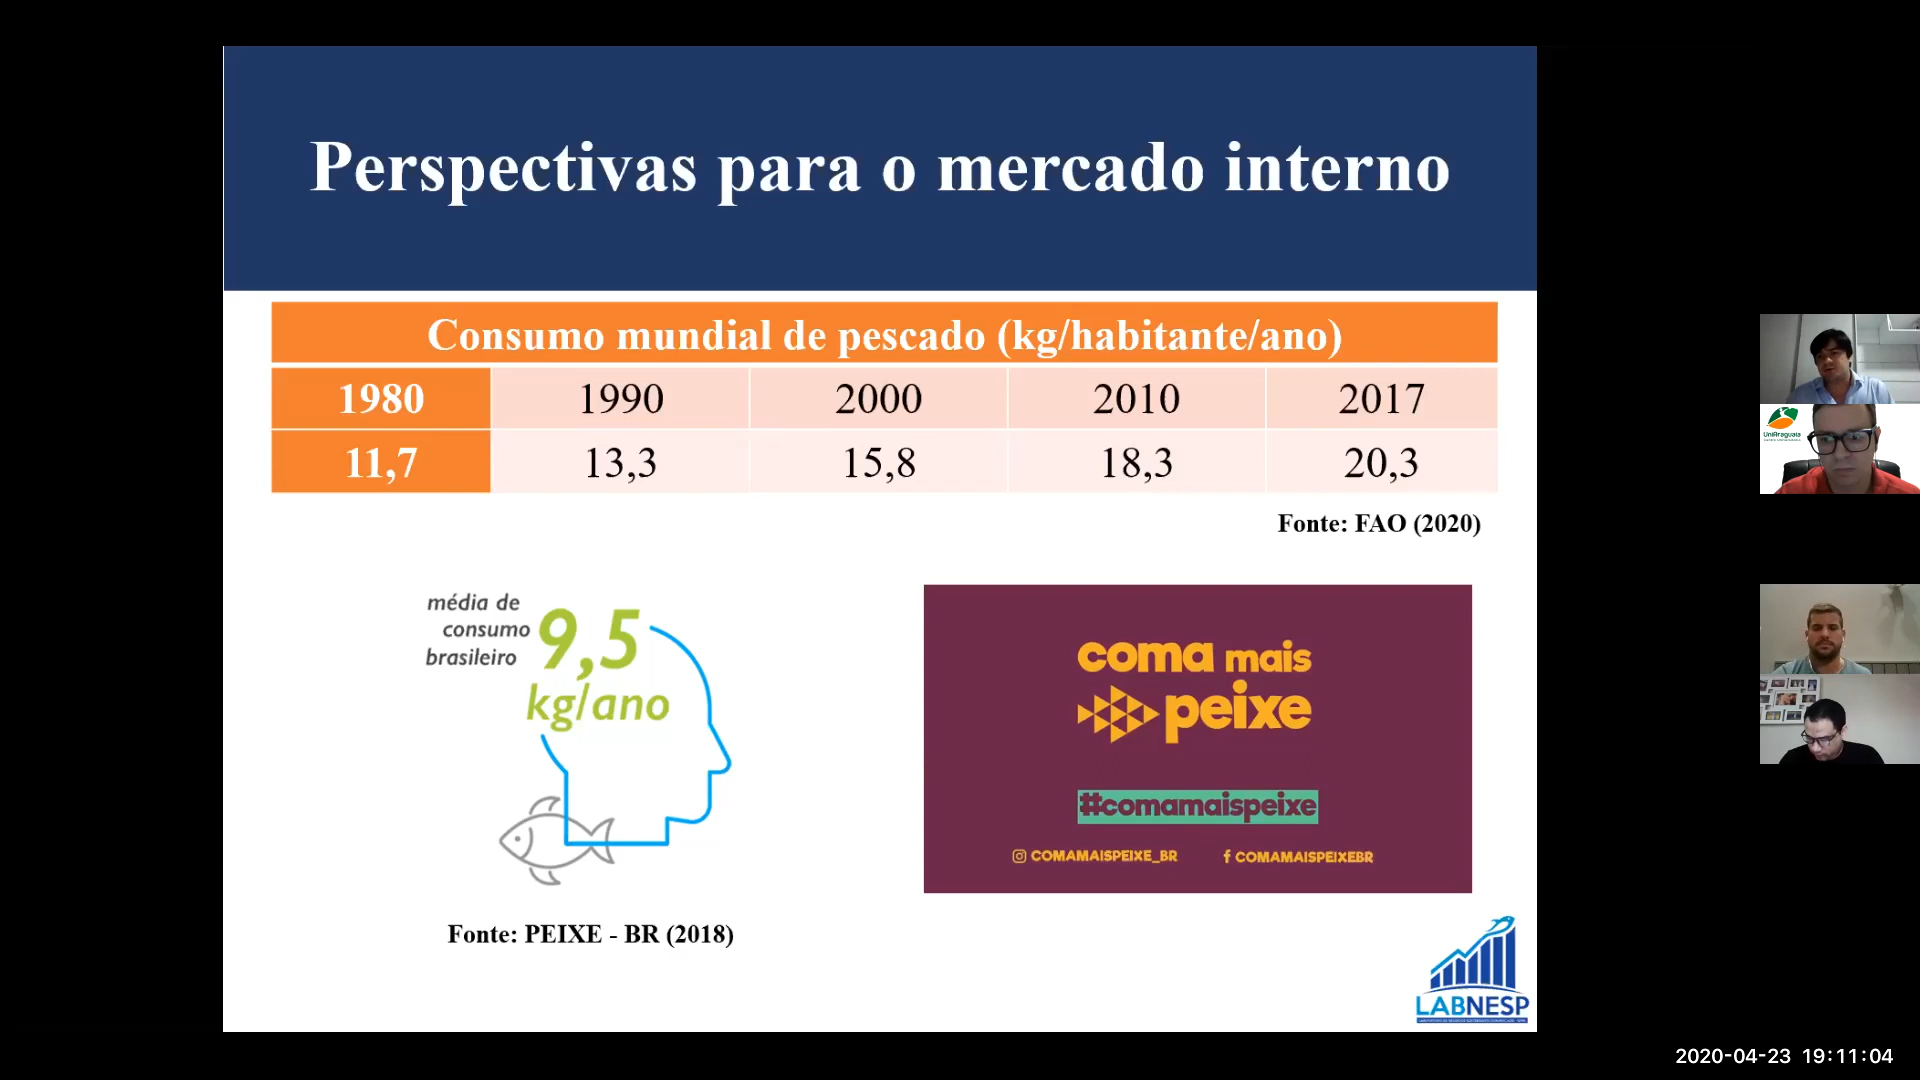 Perspectivas para o mercado interno
Consumo mundial de pescado (kg/habitante/ano)
1980 1990 2000 2010 2017
11,7 13,3 15,8 18,3 20,3
Fonte: FAO (2020)
média de
consumo
brasileiro
9,5
kg/ano
Fonte: PEIXE - BR (2018)
coma mais
peixe
#comamaispeixe
COMAMAISPEIXE_BR
COMAMAISPEIXEBR
LABNESP
UniAraguaia
2020-04-23 19:11:04